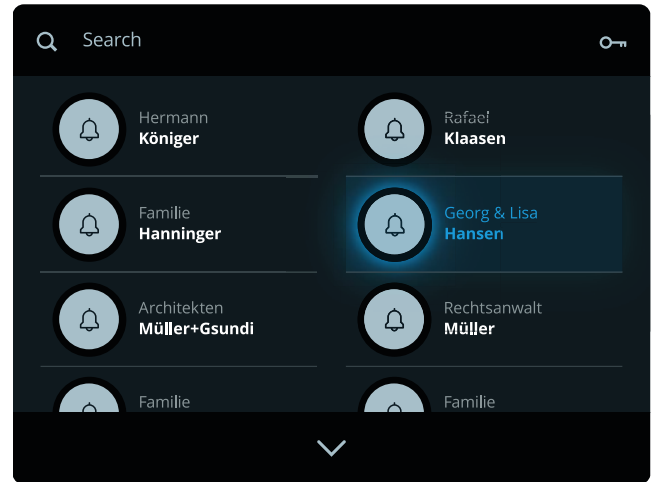 Search
Hermann
Königer
Rafael
Klaasen
Familie
Hanninger
Georg & Lisa
Hansen
Architekten
Müller+Gsundi
Rechtsanwalt
Müller
Familie
Familie